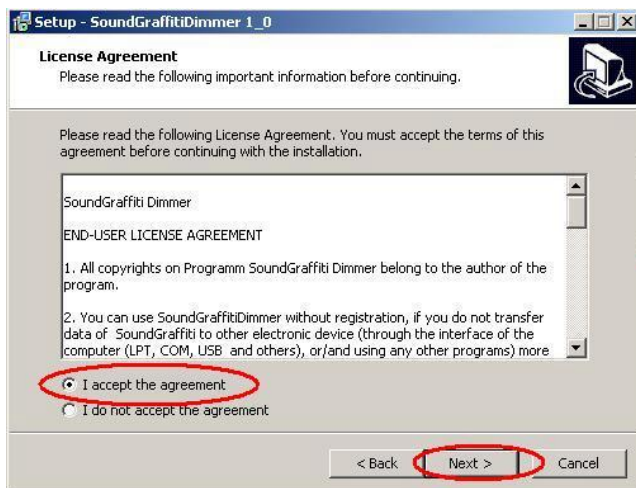 Setup - SoundGraffitiDimmer 1_0
License Agreement
Please read the following important information before continuing.
Please read the following License Agreement. You must accept the terms of this
agreement before continuing with the installation.
SoundGraffiti Dimmer
END-USER LICENSE AGREEMENT
1. All copyrights on Programm SoundGraffiti Dimmer belong to the author of the
program.
2. You can use SoundGraffitiDimmer without registration, if you do not transfer
data of SoundGraffiti to other electronic device (through the interface of the
computer (LPT, COM, USB and others), or/and using any other programs) more
I accept the agreement
I do not accept the agreement
< Back Next > Cancel